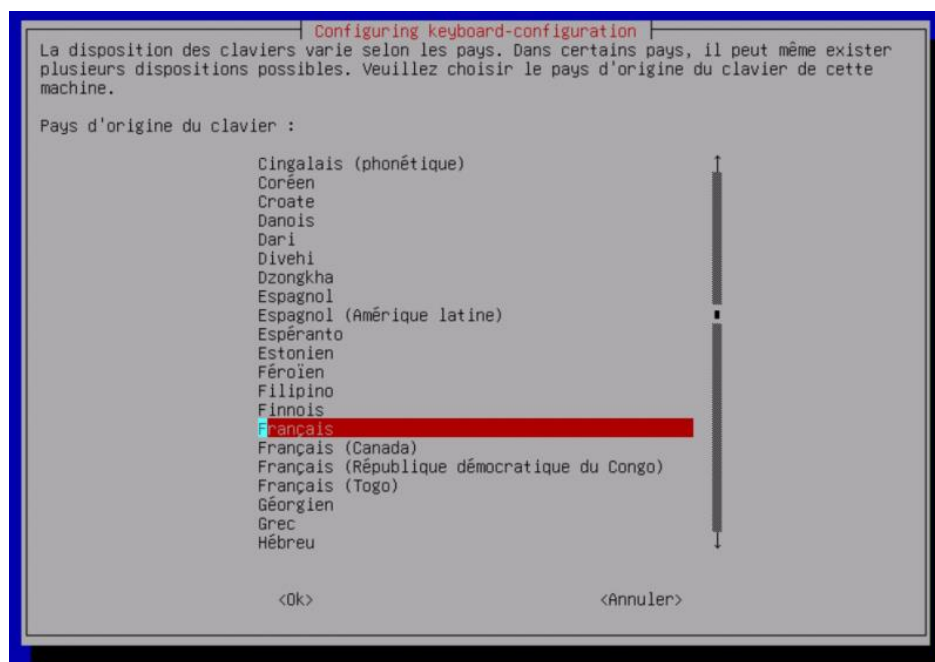 Configuring keyboard-configuration
La disposition des claviers varie selon les pays. Dans certains pays, il peut même exister
plusieurs dispositions possibles. Veuillez choisir le pays d'origine du clavier de cette
machine.
Pays d'origine du clavier :
Cingalais (phonétique)
Coréen
Croate
Danois
Dari
Divehi
Dzongkha
Espagnol
Espagnol (Amérique latine)
Espéranto
Estonien
Féroïen
Filipino
Finnois
Français
Français (Canada)
Français (République démocratique du Congo)
Français (Togo)
Géorgien
Grec
Hébreu
<Ok> <Annuler>